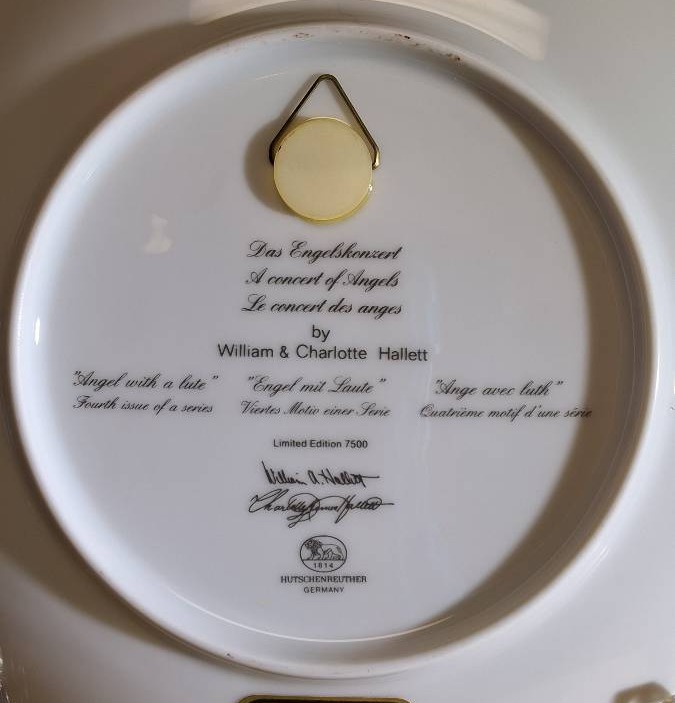 Das Engelskonzert
A concert of Angels
Le concert des anges
by
William & Charlotte Hallett
"Angel with a lute"
Fourth issue of a series
"Engel mit Laute"
Viertes Motiv einer Serie
"Ange avec luth"
Quatrième motif d'une série
Limited Edition 7500
William A. Hallett
1814
HUTSCHENREUTHER
GERMANY